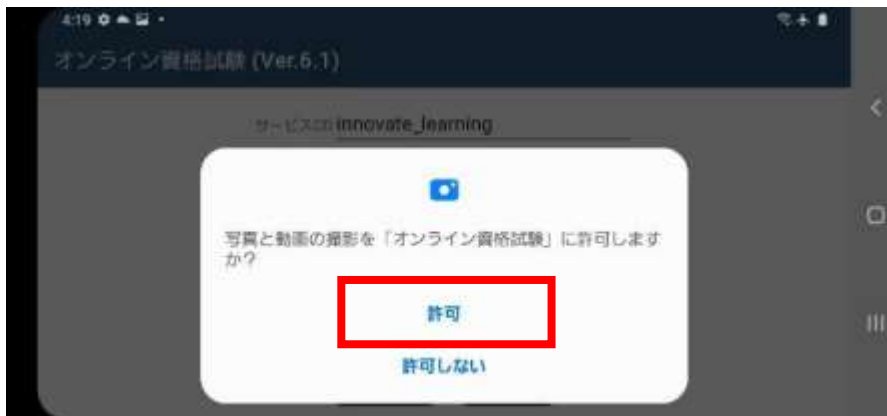 4:19
オンライン資格試験 (Ver.6.1)
サービスID innovate_learning
写真と動画の撮影を「オンライン資格試験」に許可します
か?
許可
許可しない